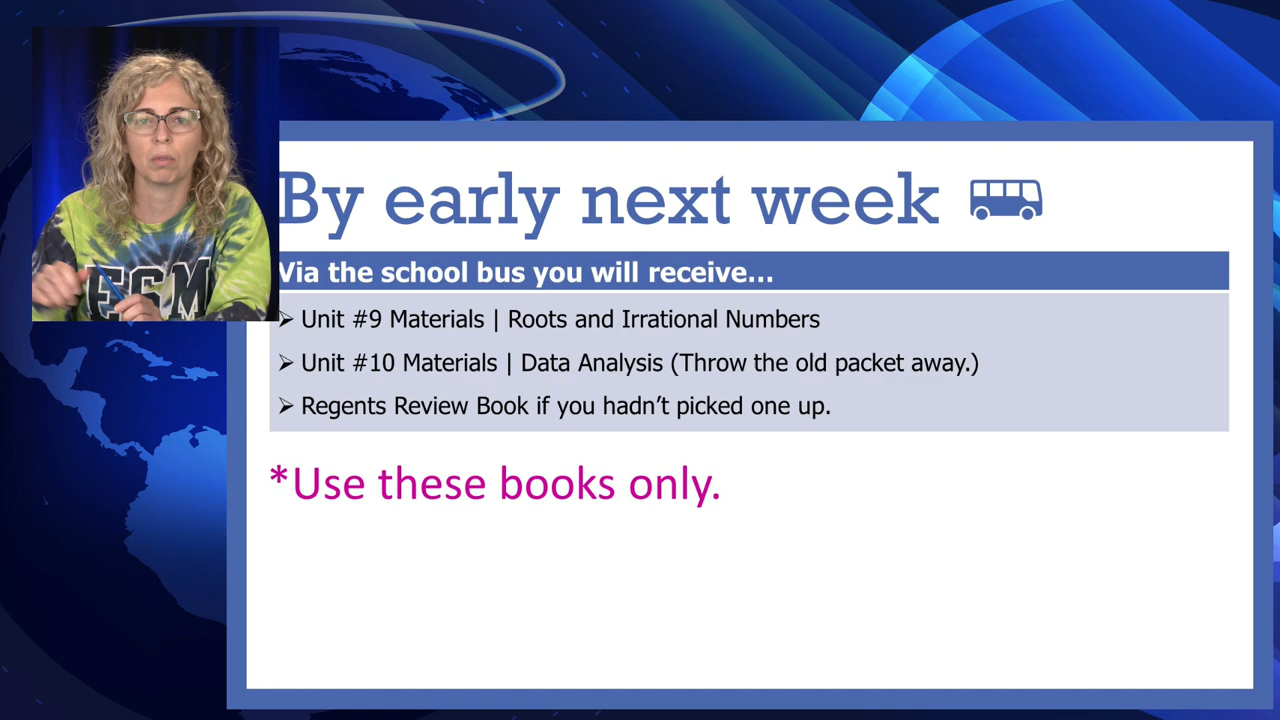 By early next week
Via the school bus you will receive...
Unit #9 Materials | Roots and Irrational Numbers
Unit #10 Materials | Data Analysis (Throw the old packet away.)
Regents Review Book if you hadn’t picked one up.
*Use these books only.
ESM